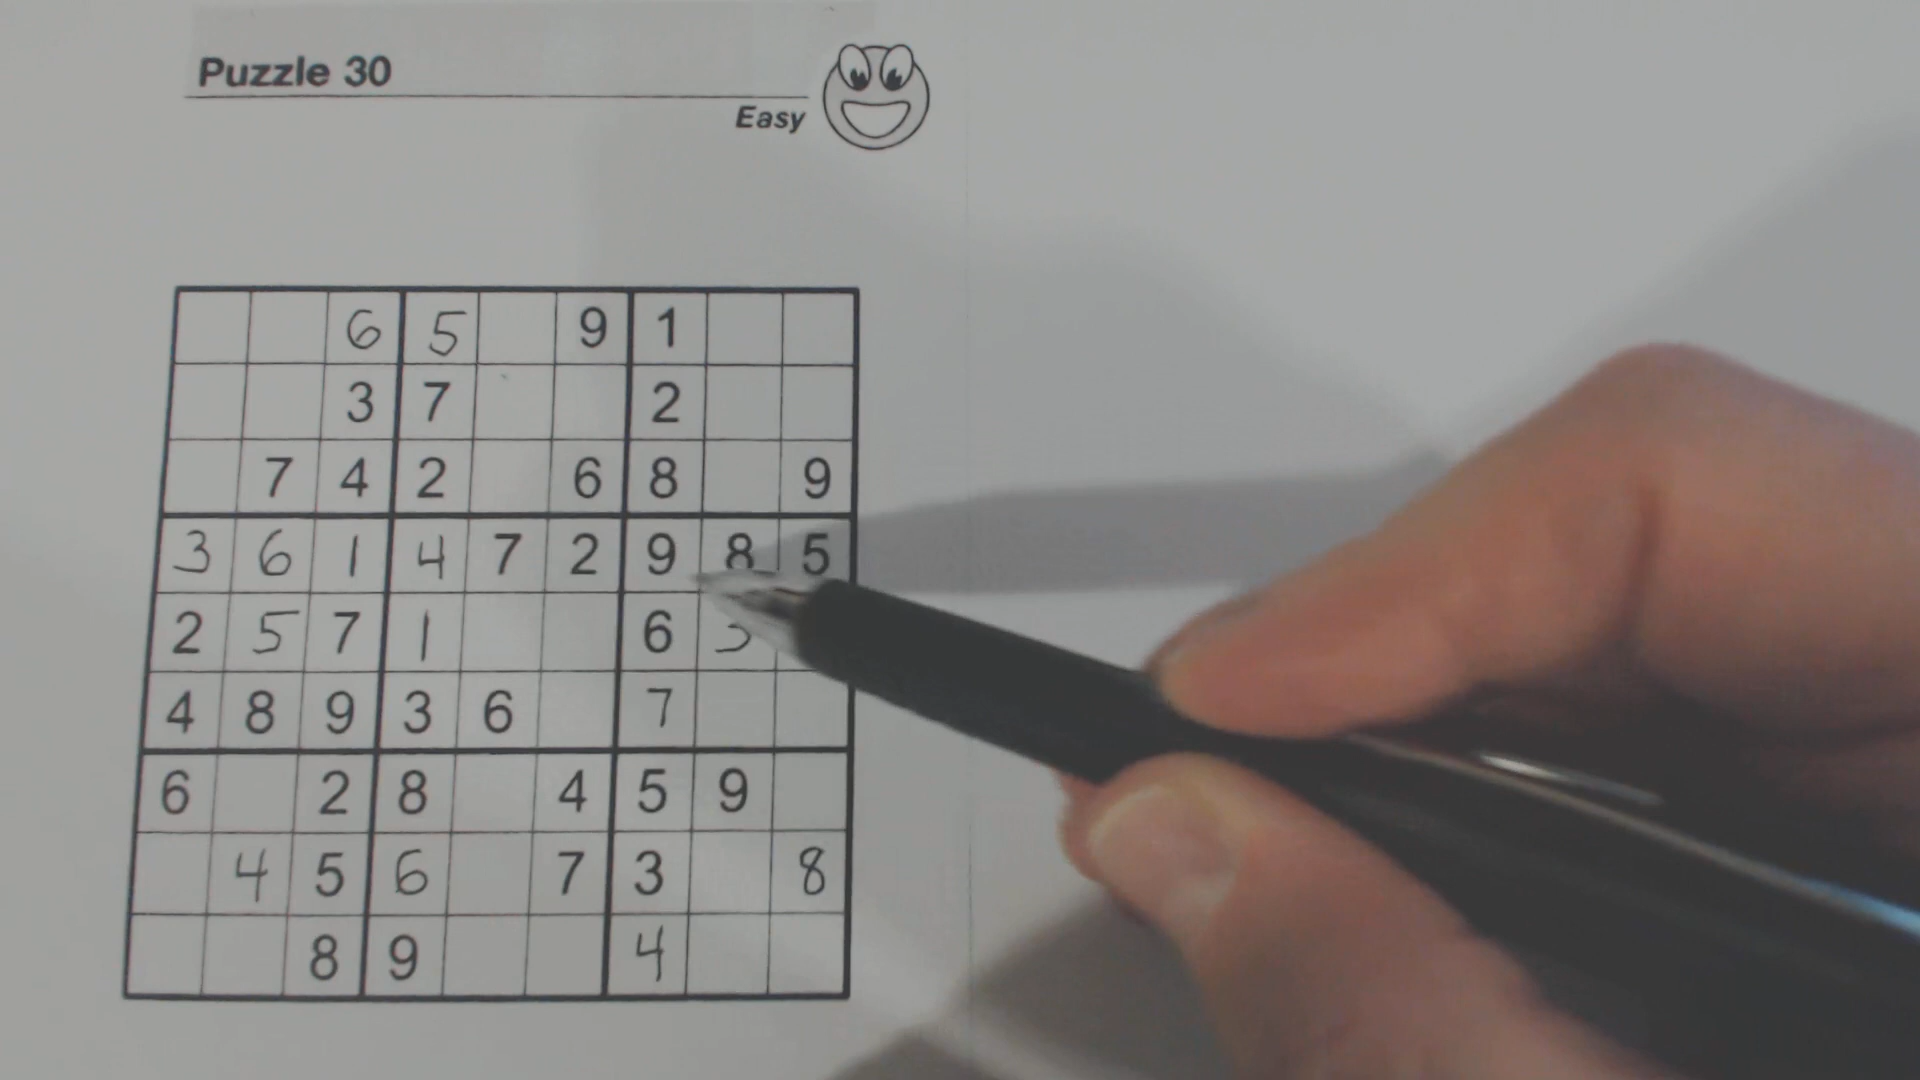 Puzzle 30
Easy
6 5 9 1
3 7 2
7 4 2 6 8 9
3 6 1 4 7 2 9 8 5
2 5 7 1 6
4 8 9 3 6 7
6 2 8 4 5 9
4 5 6 7 3 8
8 9 4